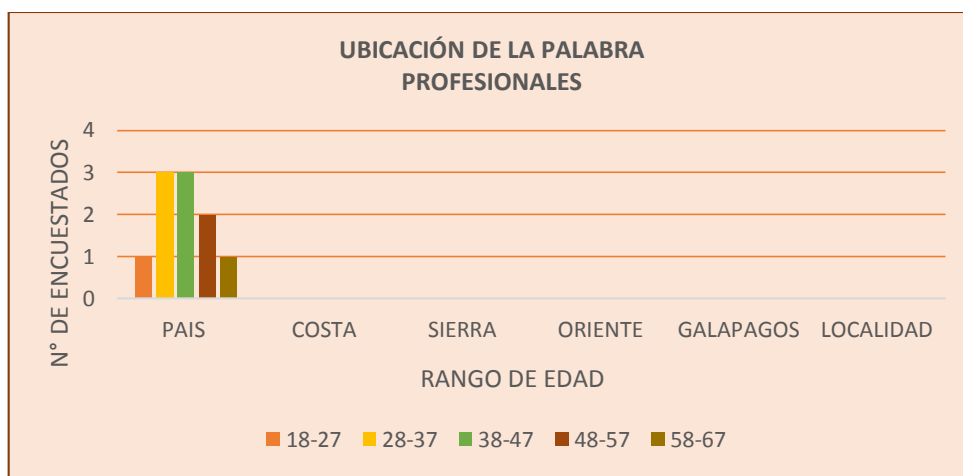 UBICACIÓN DE LA PALABRA
PROFESIONALES
N° DE ENCUESTADOS
4
3
2
1
0
PAIS COSTA SIERRA ORIENTE GALAPAGOS LOCALIDAD
RANGO DE EDAD
18-27 28-37 38-47 48-57 58-67